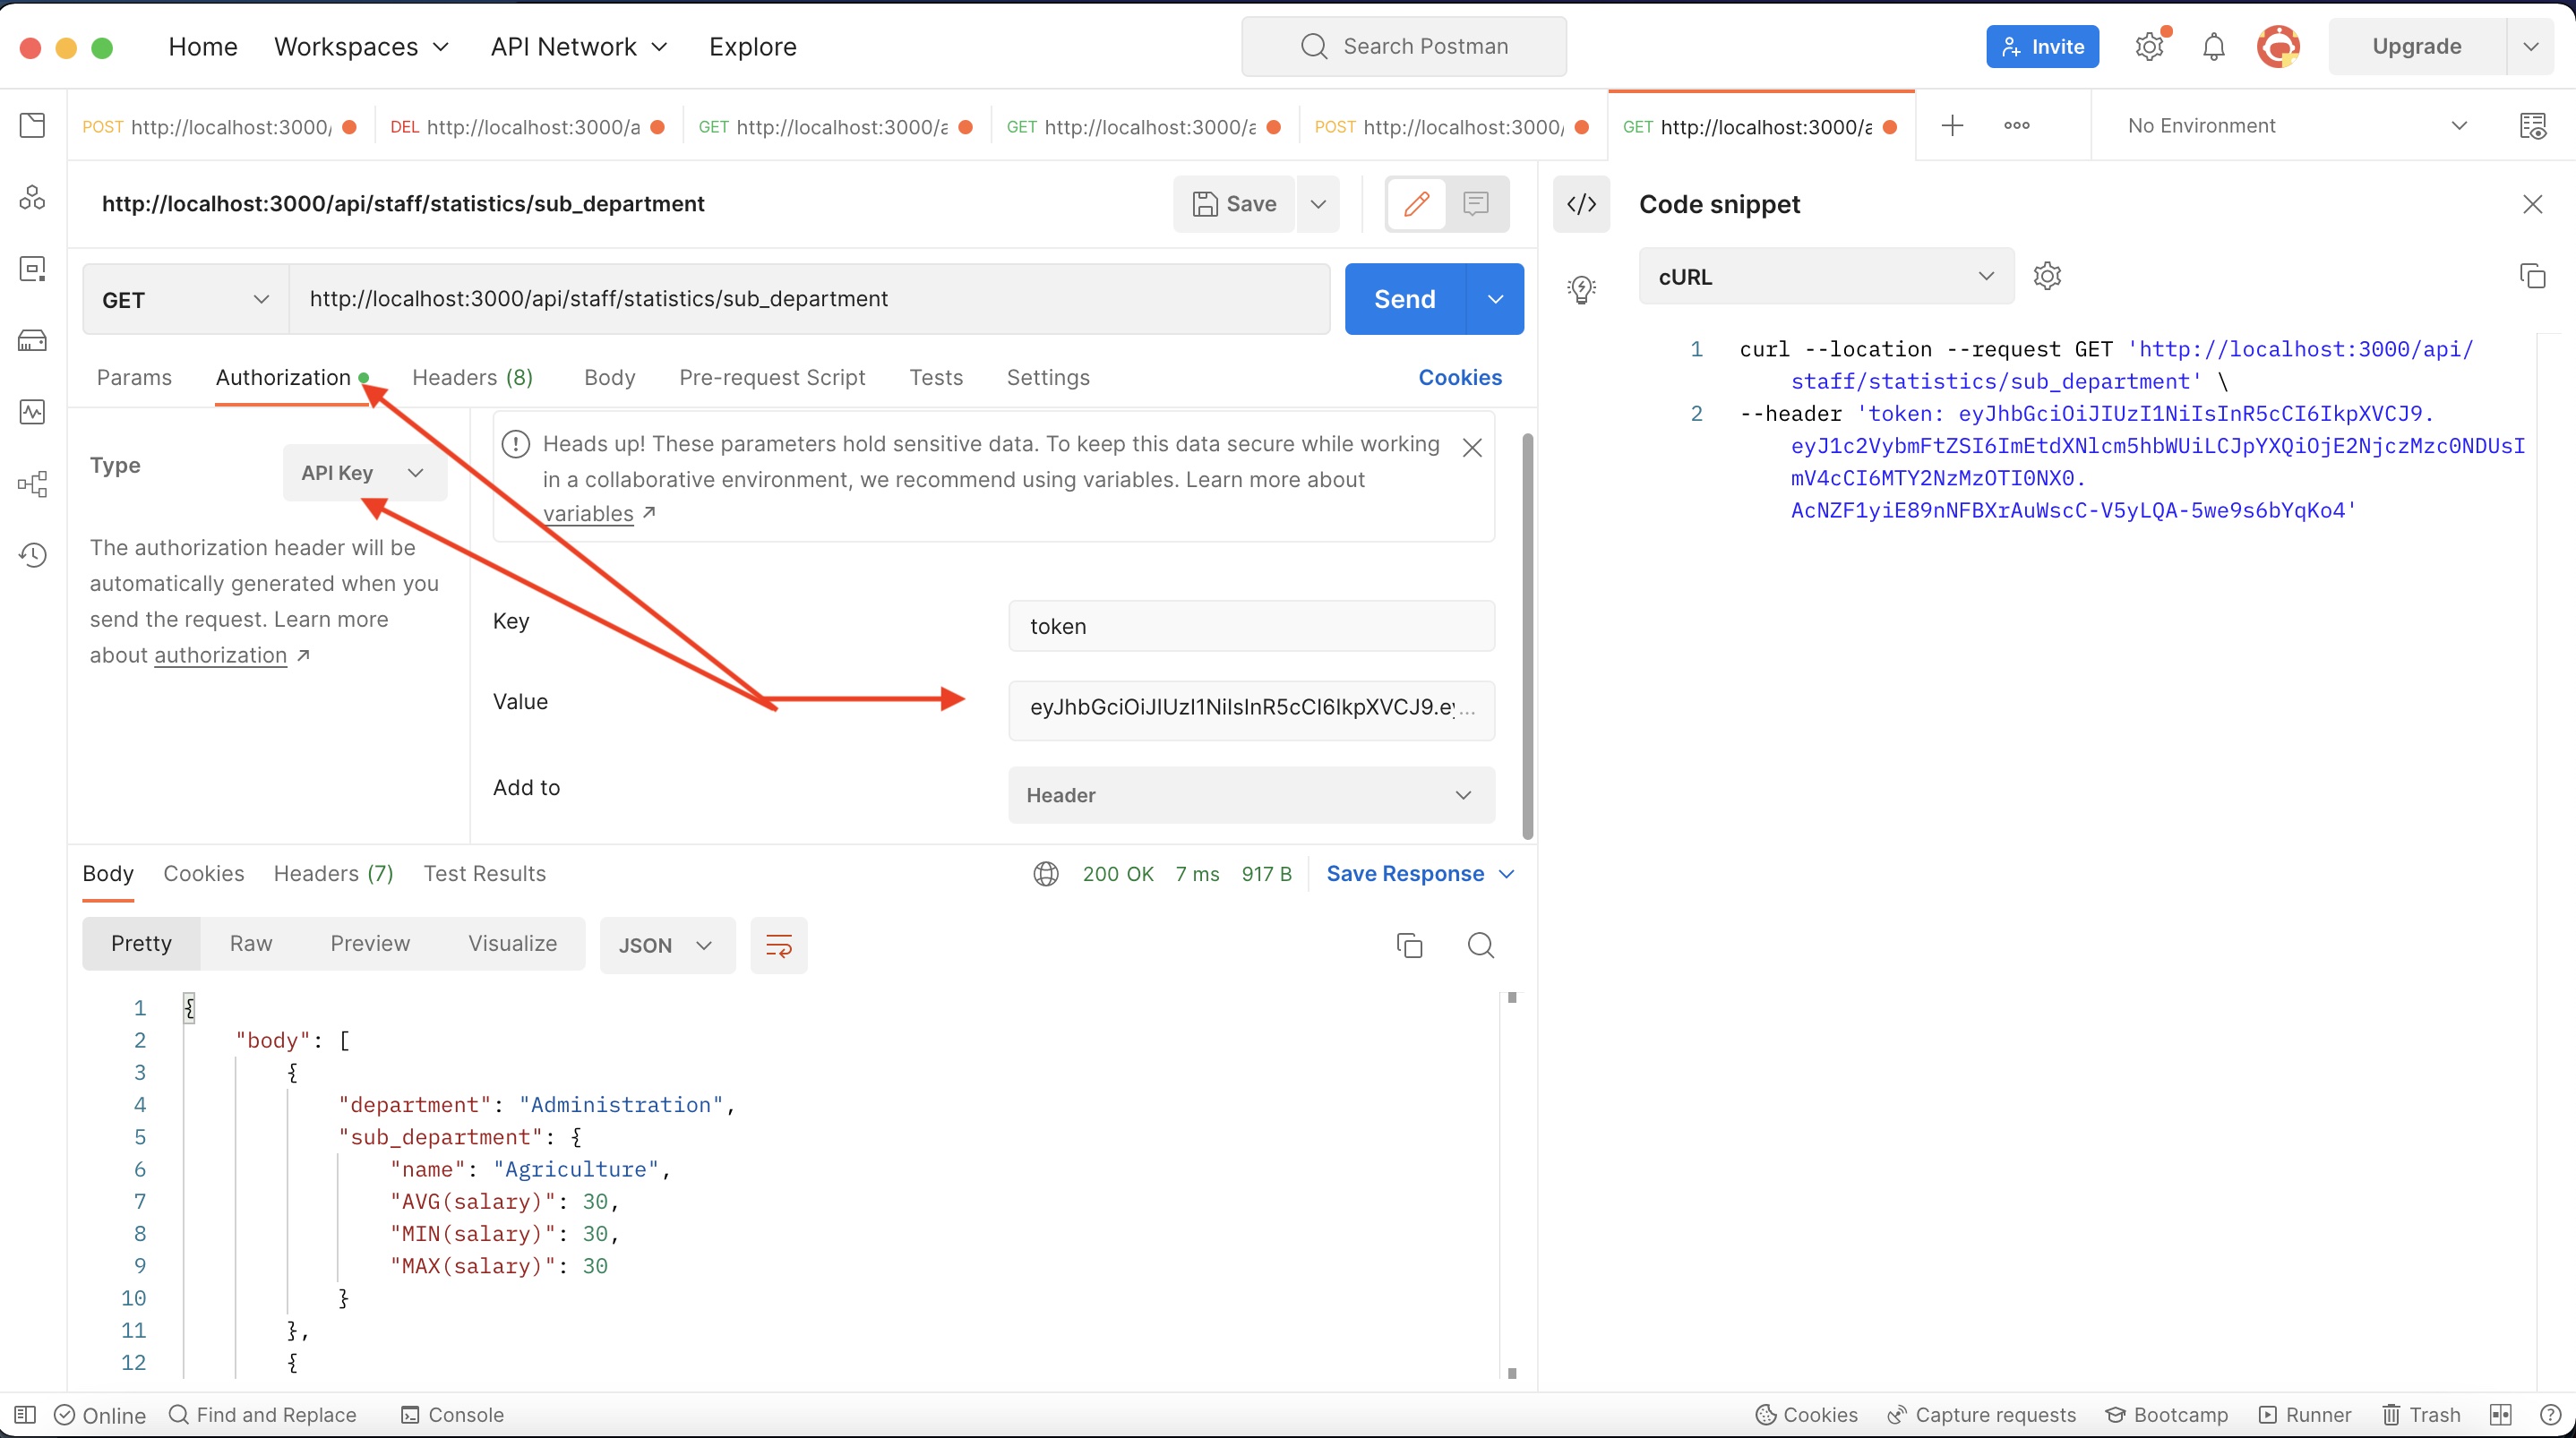 Home Workspaces API Network Explore Search Postman Invite Upgrade
POST http://localhost:3000/ DEL http://localhost:3000/a GET http://localhost:3000/a GET http://localhost:3000/a POST http://localhost:3000/ GET http://localhost:3000/a No Environment
http://localhost:3000/api/staff/statistics/sub_department Save
GET http://localhost:3000/api/staff/statistics/sub_department Send
Params Authorization Headers (8) Body Pre-request Script Tests Settings Cookies
Type API Key
The authorization header will be
automatically generated when you
send the request. Learn more
about authorization ↗
Heads up! These parameters hold sensitive data. To keep this data secure while working
in a collaborative environment, we recommend using variables. Learn more about
variables ↗
Key token
Value eyJhbGciOiJIUzI1NiIsInR5cCI6IkpXVCJ9.ey...
Add to Header
Body Cookies Headers (7) Test Results 200 OK 7 ms 917 B Save Response
Pretty Raw Preview Visualize JSON
1 {
2 "body": [
3 {
4 "department": "Administration",
5 "sub_department": {
6 "name": "Agriculture",
7 "AVG(salary)": 30,
8 "MIN(salary)": 30,
9 "MAX(salary)": 30
10 }
11 },
12 {
</> Code snippet
cURL
1 curl --location --request GET 'http://localhost:3000/api/
staff/statistics/sub_department' \
2 --header 'token: eyJhbGciOiJIUzI1NiIsInR5cCI6IkpXVCJ9.
eyJ1c2VybmFtZSI6ImEtdXNlcm5hbWUiLCJpYXQiOjE2NjczMzc0NDUsI
mV4cCI6MTY2NzMzOTI0NX0.
AcNZF1yiE89nNFBXrAuWscC-V5yLQA-5we9s6bYqKo4'
Online Find and Replace Console Cookies Capture requests Bootcamp Runner Trash